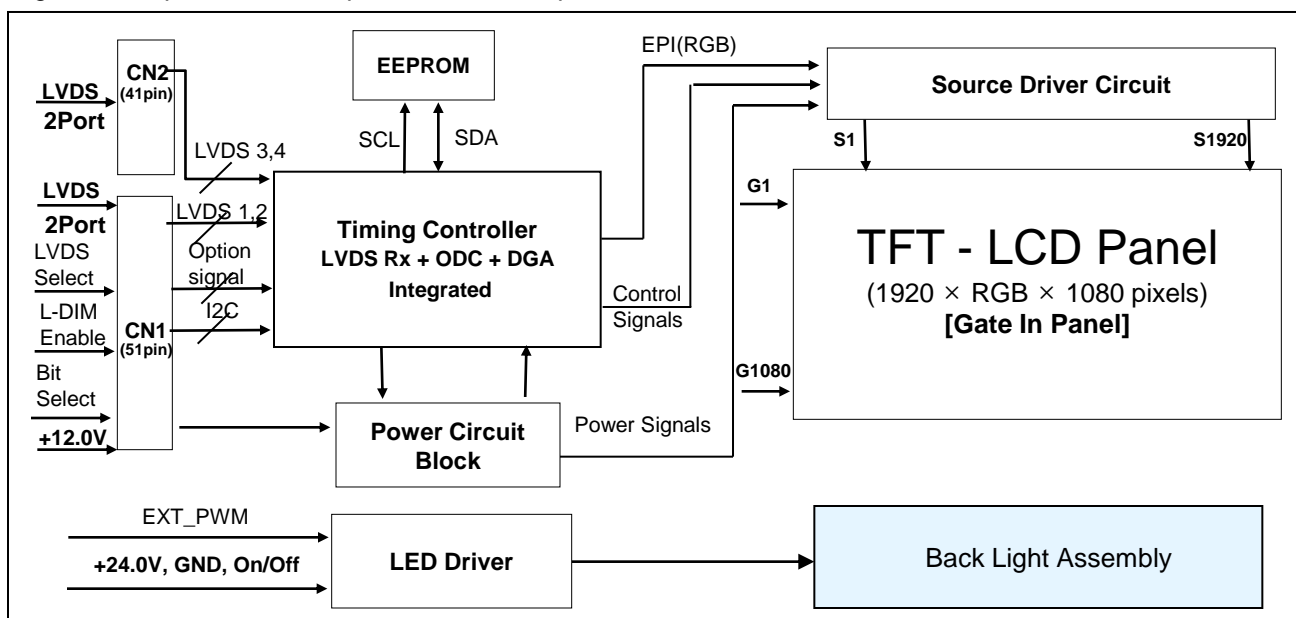 EPI(RGB)
CN2
(41pin)
EEPROM
Source Driver Circuit
LVDS
2Port
SCL
SDA
S1
S1920
LVDS 3,4
LVDS
2Port
LVDS 1,2
G1
Timing Controller
LVDS Rx + ODC + DGA
Integrated
TFT - LCD Panel
(1920 × RGB × 1080 pixels)
[Gate In Panel]
LVDS
Select
Option
signal
I2C
L-DIM
Enable
CN1
(51pin)
Control
Signals
Bit
Select
G1080
+12.0V
Power Circuit
Block
Power Signals
EXT_PWM
+24.0V, GND, On/Off
LED Driver
Back Light Assembly